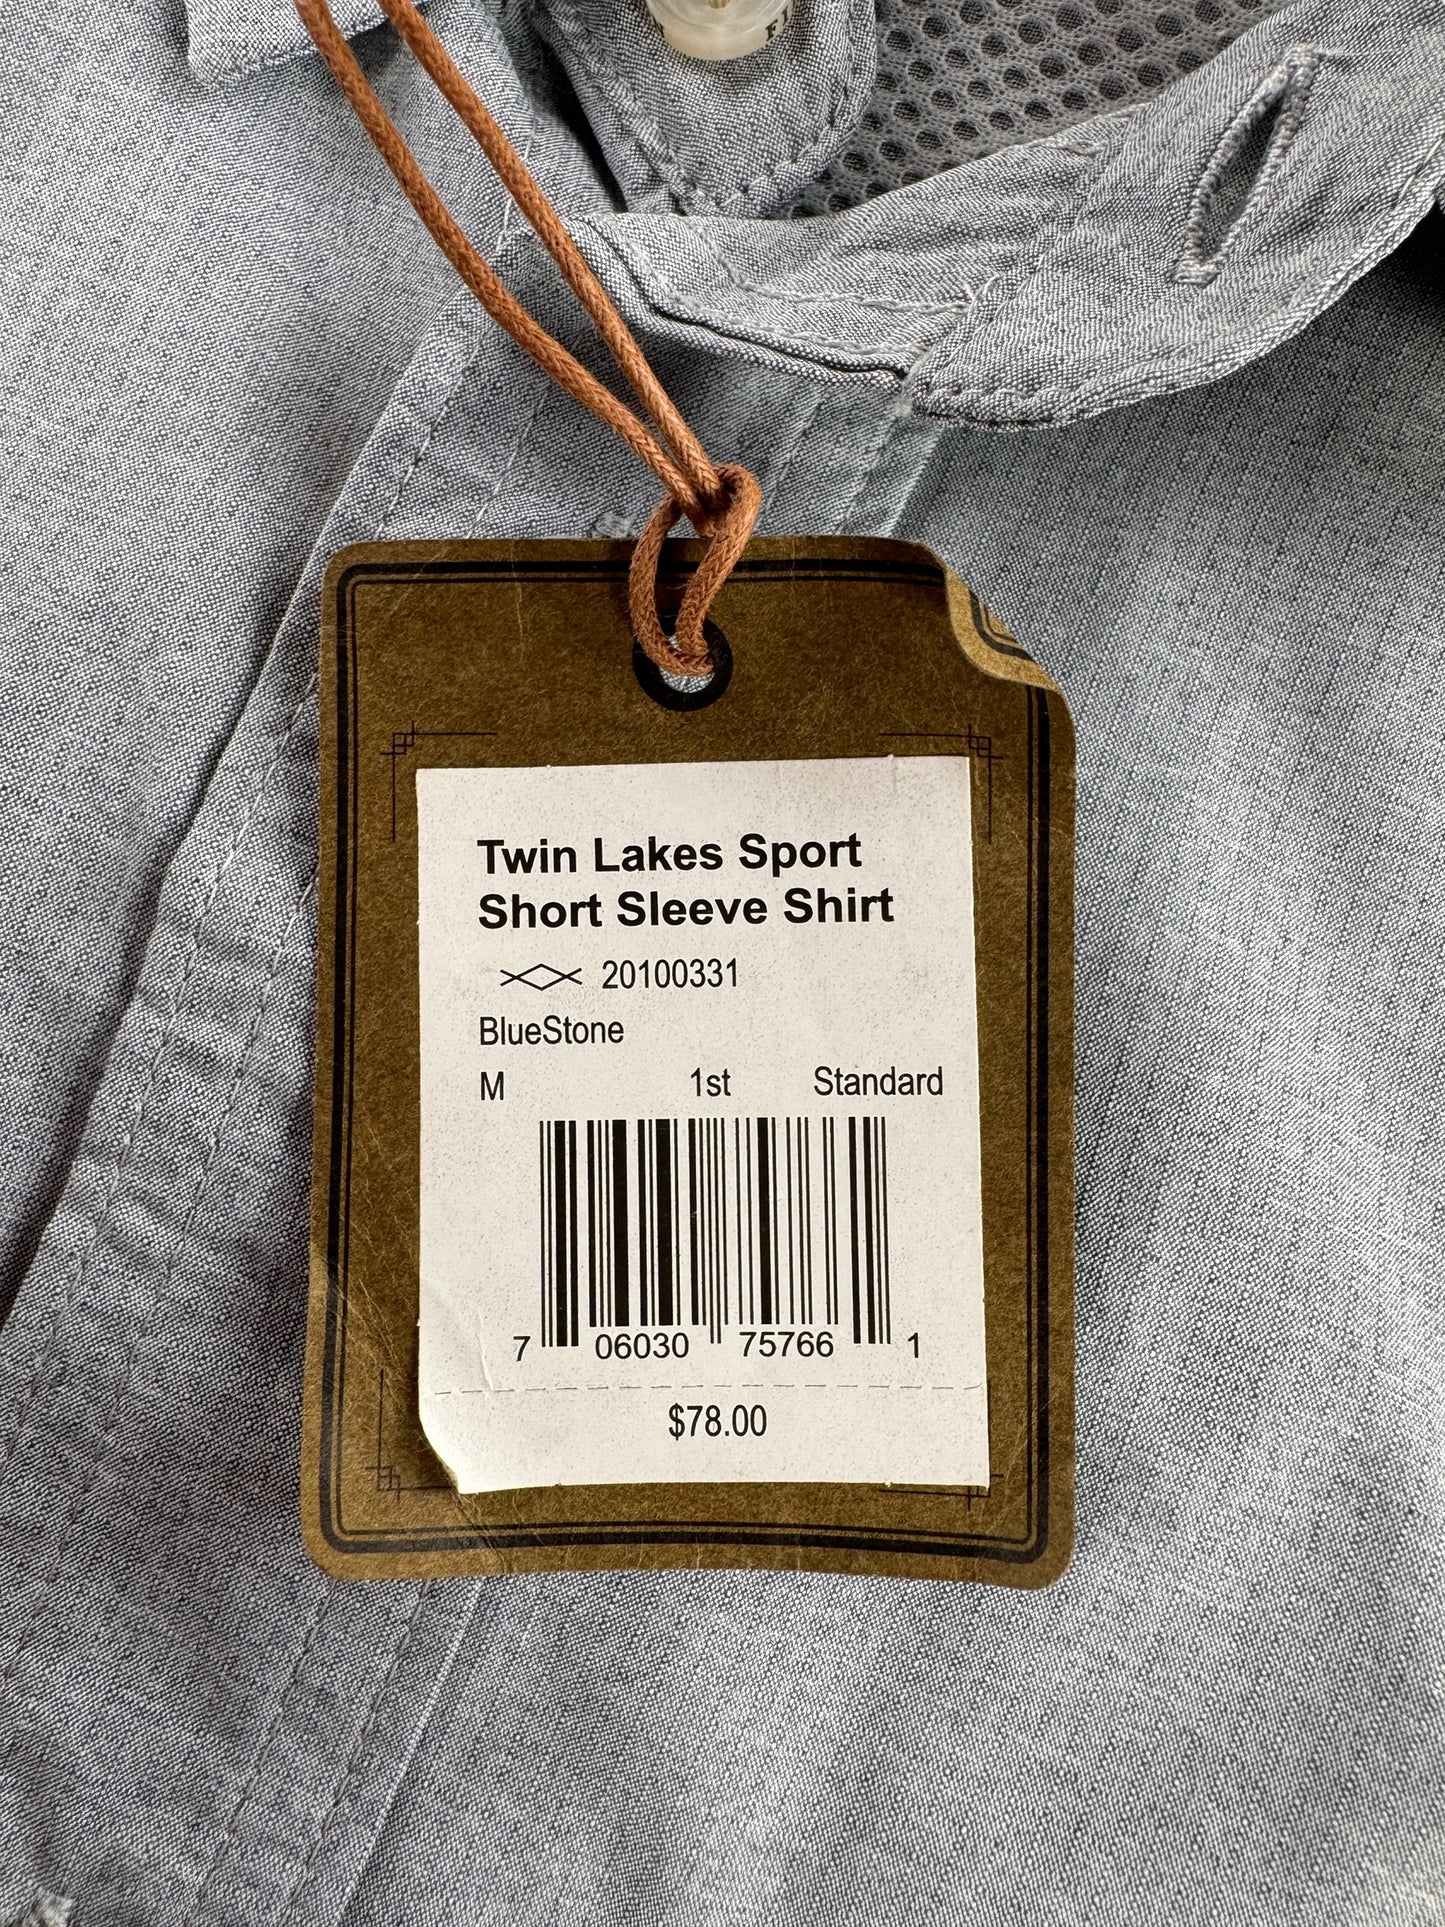 Twin Lakes Sport
Short Sleeve Shirt
20100331
BlueStone
M 1st Standard
7 06030 75766 1
$78.00